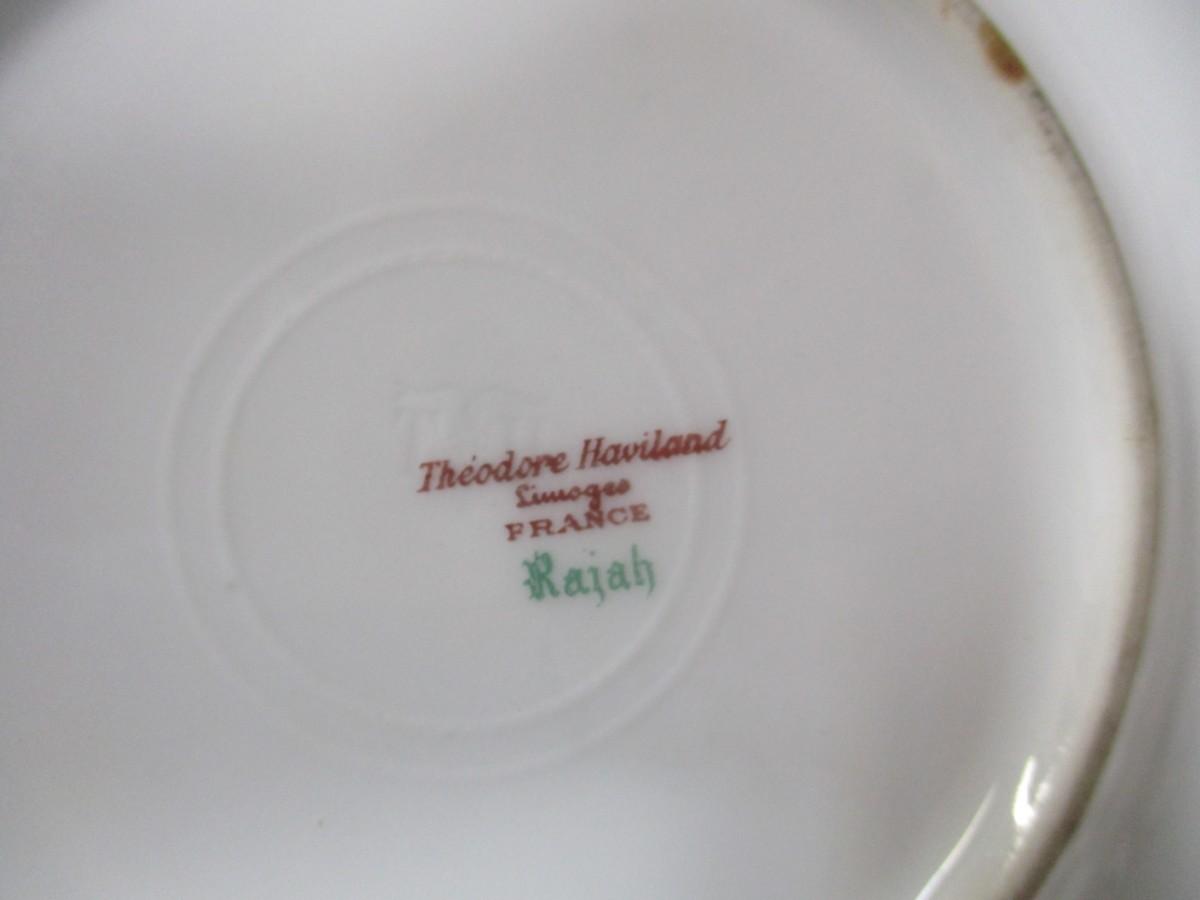 Théodore Haviland
Limoges
FRANCE
Rajah